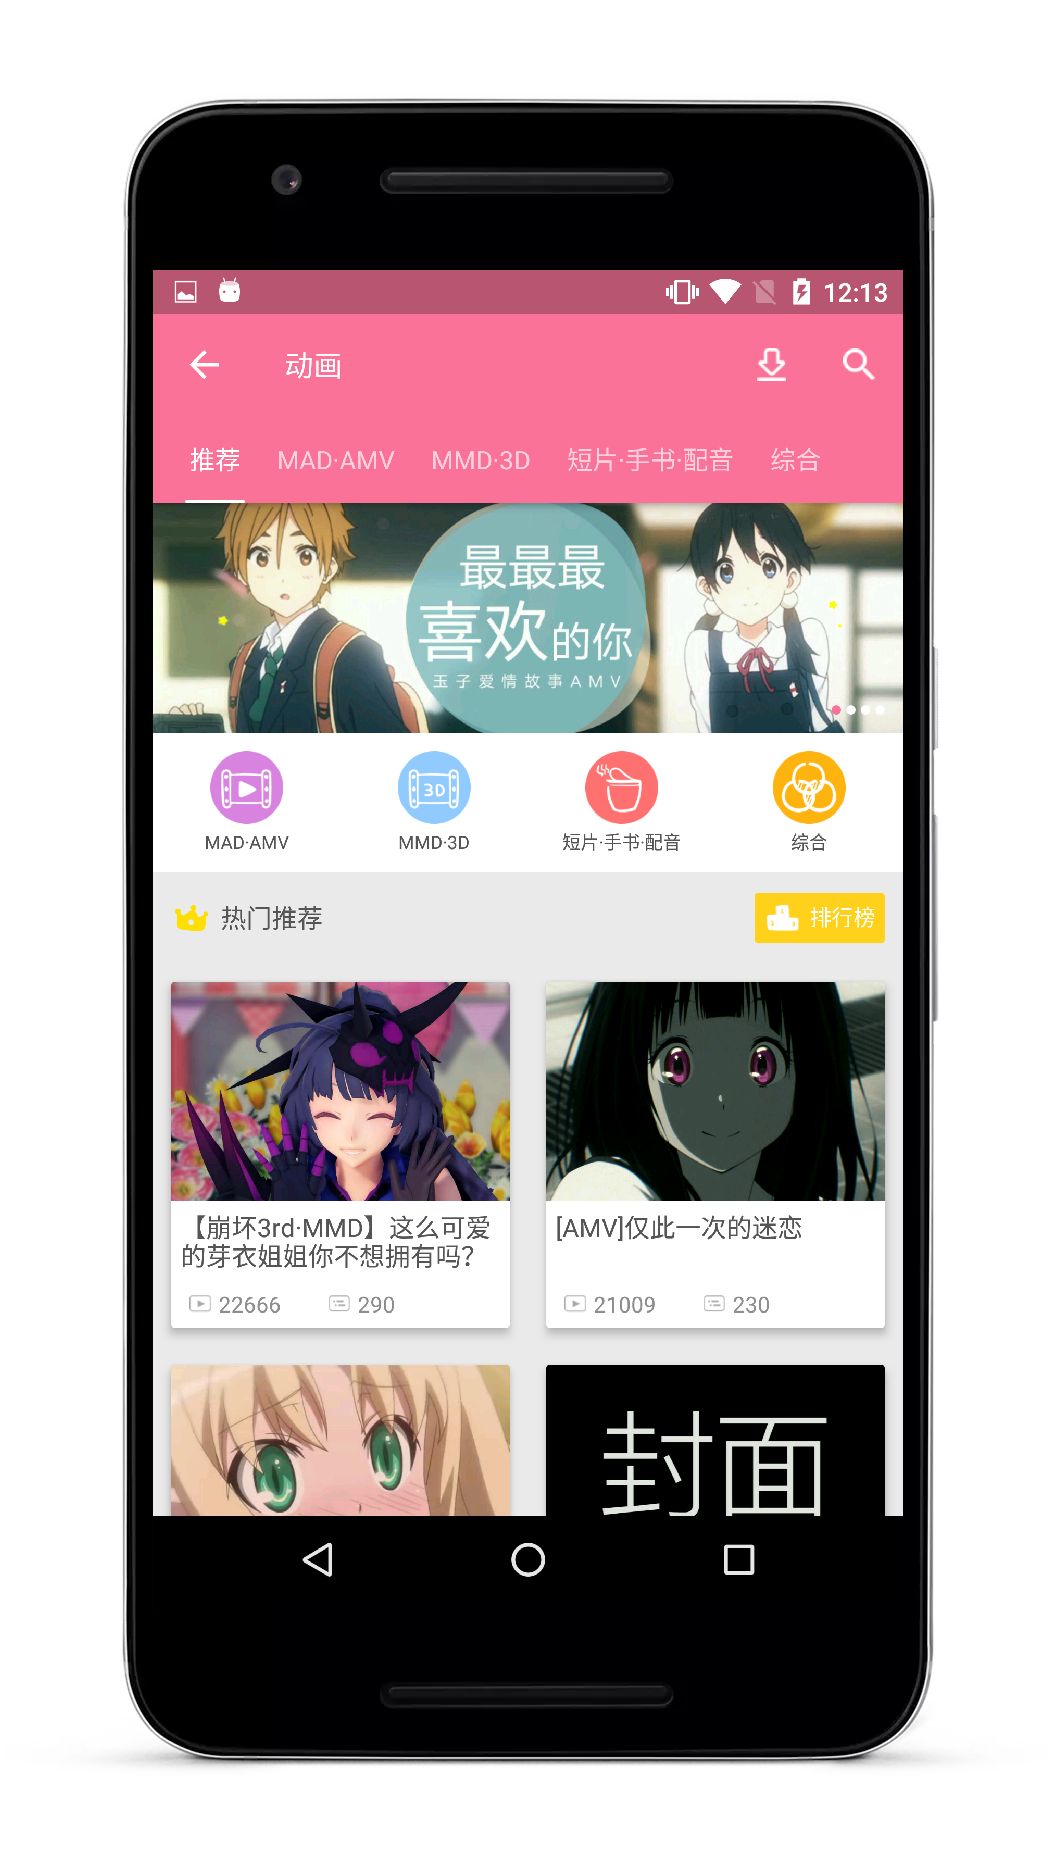 12:13
动画
推荐 MAD·AMV MMD·3D 短片·手书·配音 综合
最最最
喜欢的你
玉子爱情故事AMV
3D
MAD·AMV MMD·3D 短片·手书·配音 综合
热门推荐 排行榜
【崩坏3rd·MMD】这么可爱
的芽衣姐姐你不想拥有吗?
22666 290
[AMV]仅此一次的迷恋
21009 230
封面